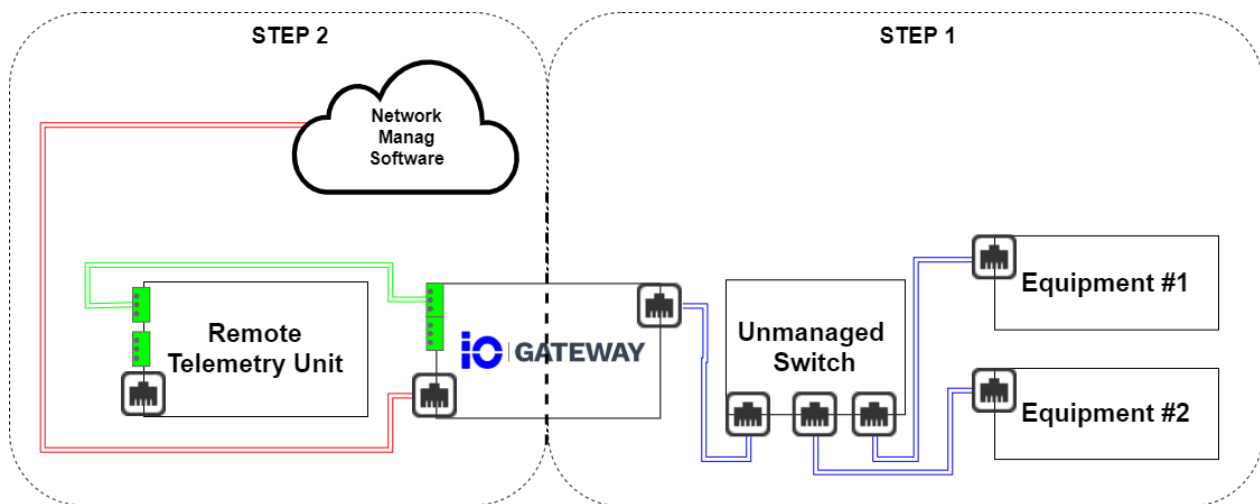 STEP 2
STEP 1
Network
Manag
Software
Remote
Telemetry Unit
iO GATEWAY
Unmanaged
Switch
Equipment #1
Equipment #2